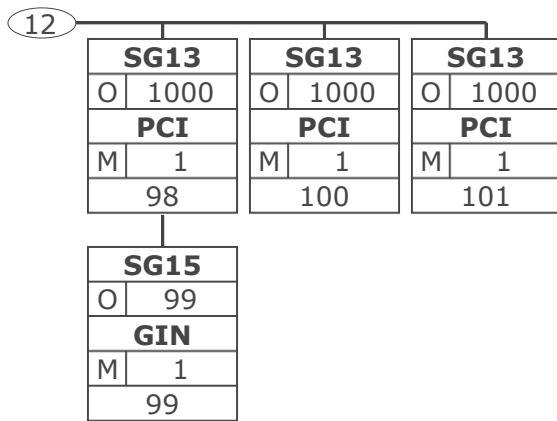 12
SG13 SG13 SG13
O 1000 O 1000 O 1000
PCI PCI PCI
M 1 M 1 M 1
98 100 101
SG15
O 99
GIN
M 1
99